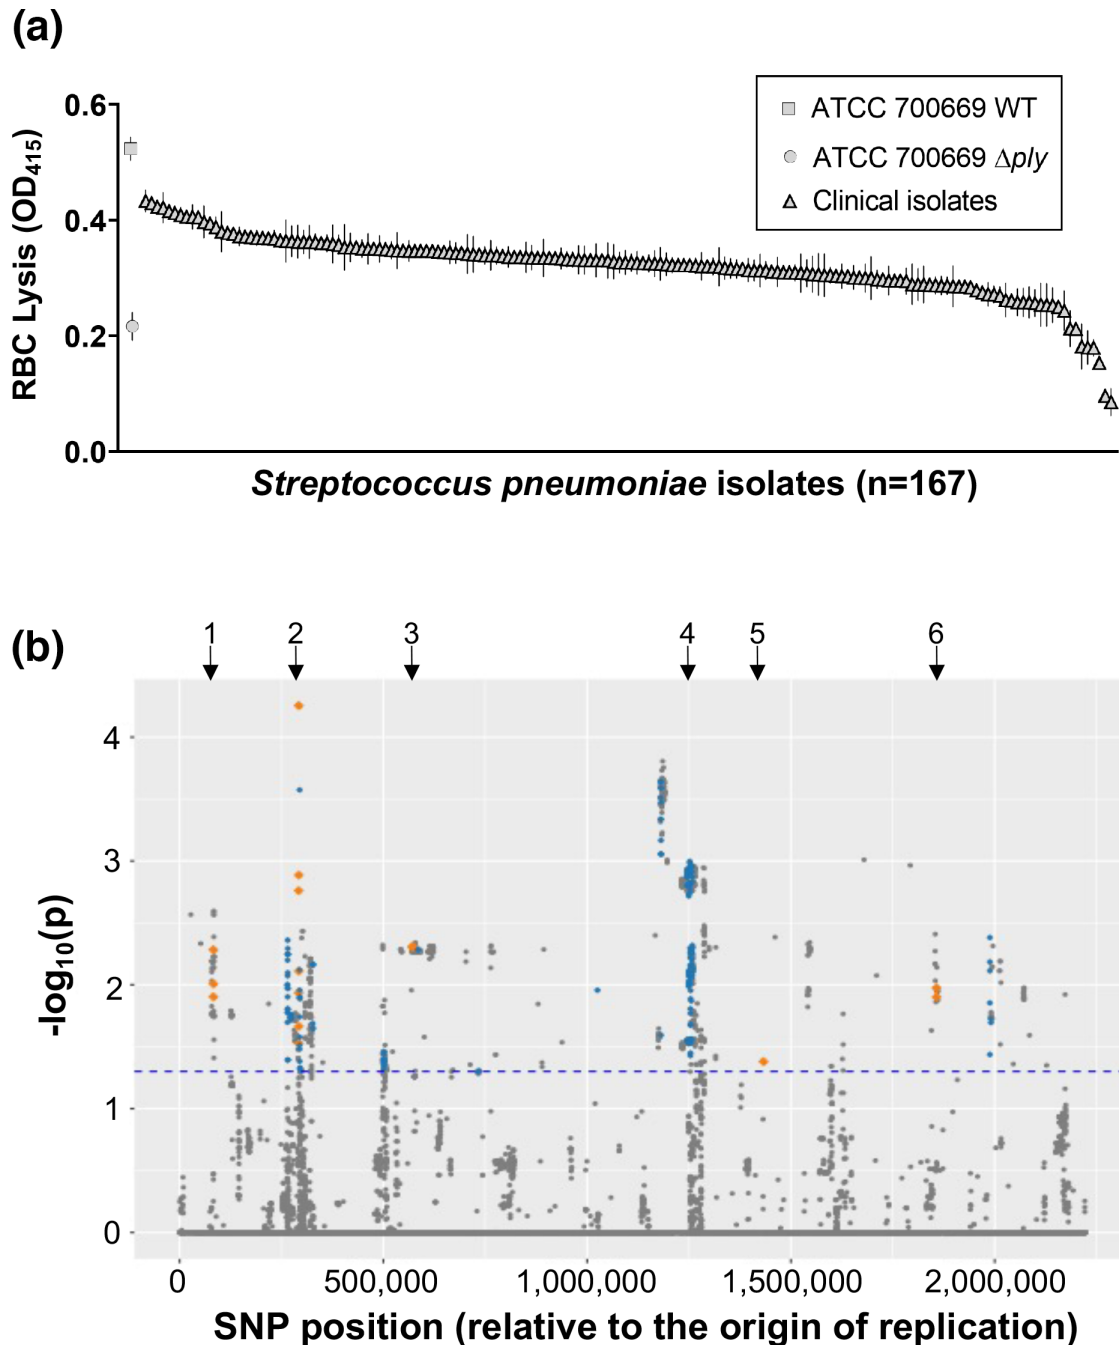 (a)
0.6
0.4
0.2
0.0
RBC Lysis (OD415)
ATCC 700669 WT
ATCC 700669 Δply
Clinical isolates
Streptococcus pneumoniae isolates (n=167)
(b)
1 2 3 4 5 6
4
3
2
1
0
-log10(p)
0 500,000 1,000,000 1,500,000 2,000,000
SNP position (relative to the origin of replication)